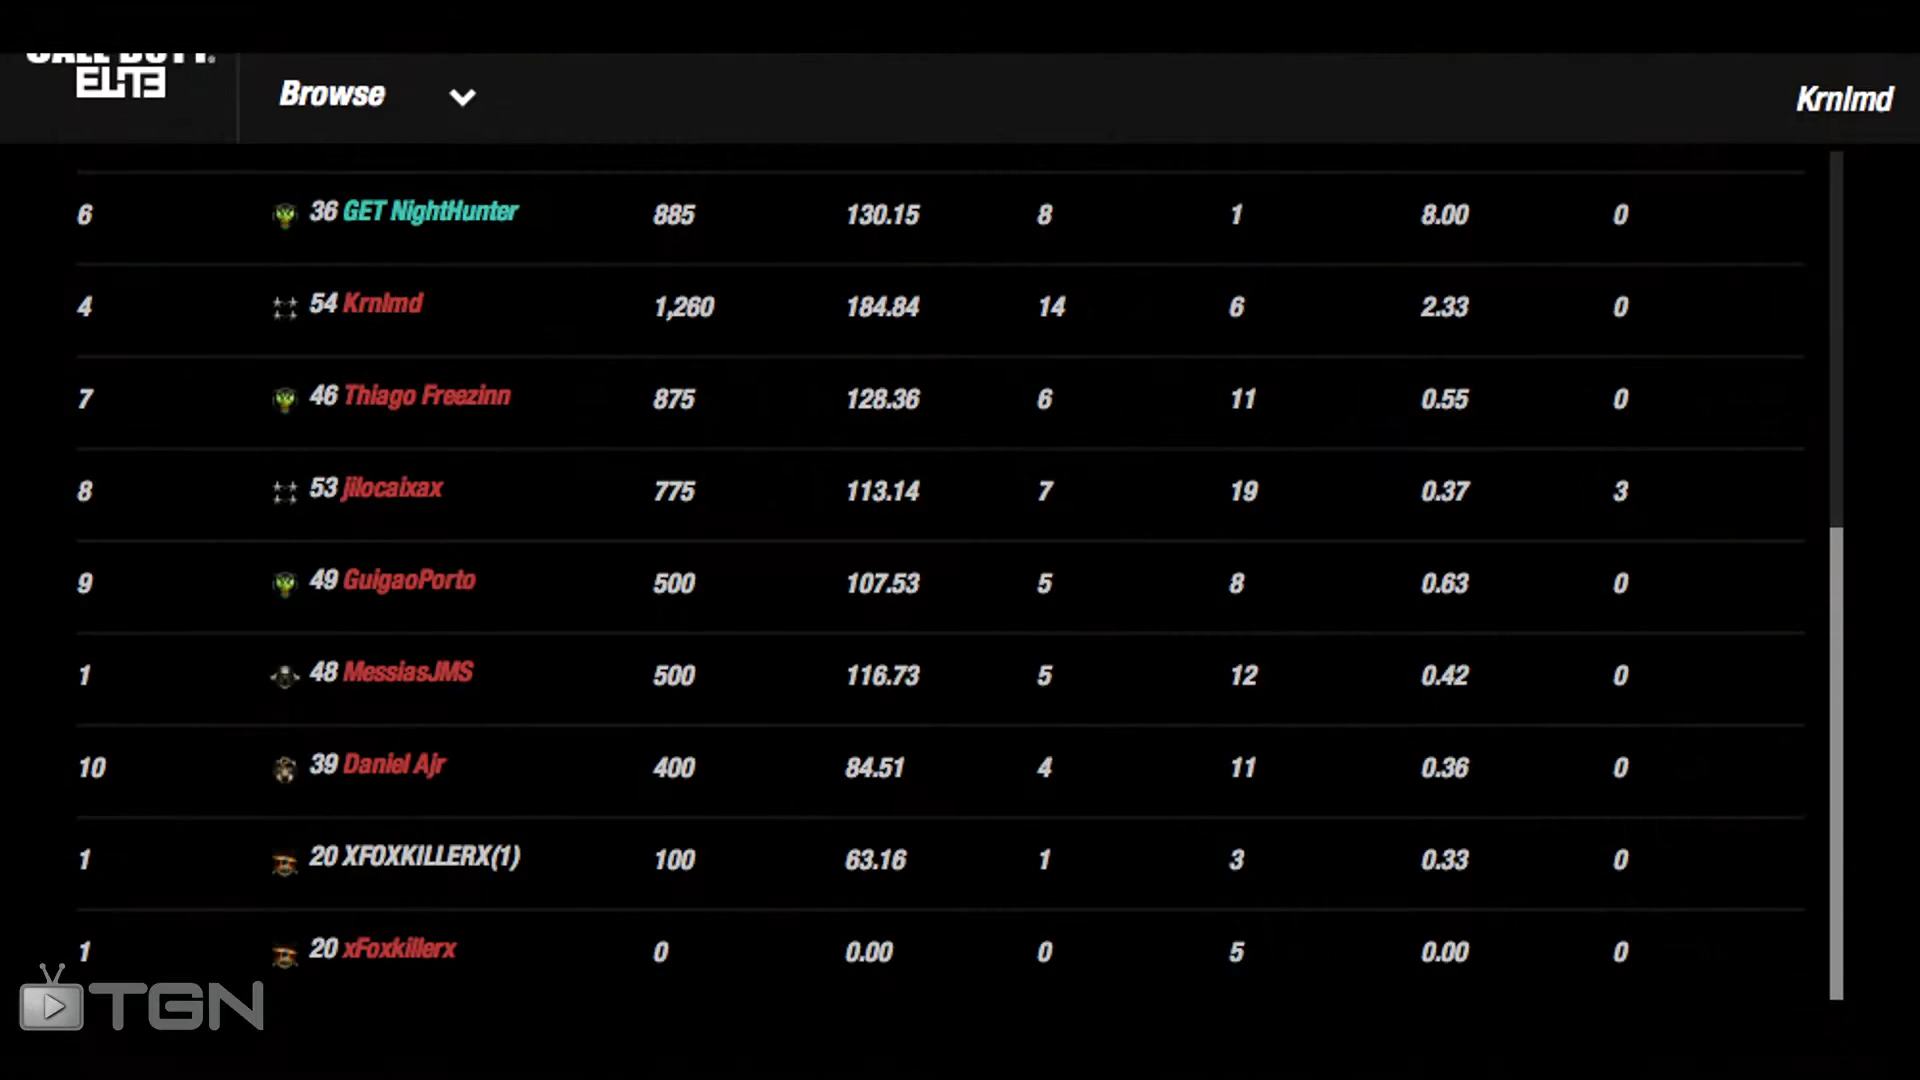 CALL DUTY®
ELITE
Browse
Krnlmd
6 36 GET NightHunter 885 130.15 8 1 8.00 0
4 54 Krnlmd 1,260 184.84 14 6 2.33 0
7 46 Thiago Freezinn 875 128.36 6 11 0.55 0
8 53 jilocaixax 775 113.14 7 19 0.37 3
9 49 GuigaoPorto 500 107.53 5 8 0.63 0
1 48 MessiasJMS 500 116.73 5 12 0.42 0
10 39 Daniel Ajr 400 84.51 4 11 0.36 0
1 20 XFOXKILLERX(1) 100 63.16 1 3 0.33 0
1 20 xFoxkillerx 0 0.00 0 5 0.00 0
TGN